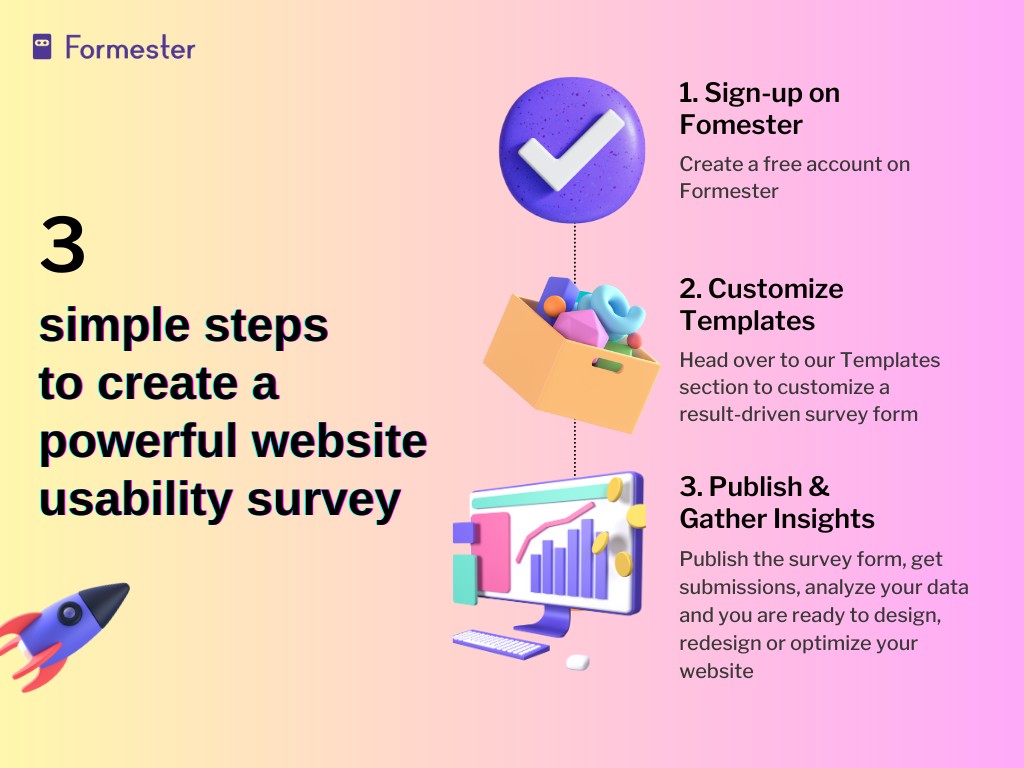 Formester
3
simple steps
to create a
powerful website
usability survey
1. Sign-up on
Fomester
Create a free account on
Formester
2. Customize
Templates
Head over to our Templates
section to customize a
result-driven survey form
3. Publish &
Gather Insights
Publish the survey form, get
submissions, analyze your data
and you are ready to design,
redesign or optimize your
website